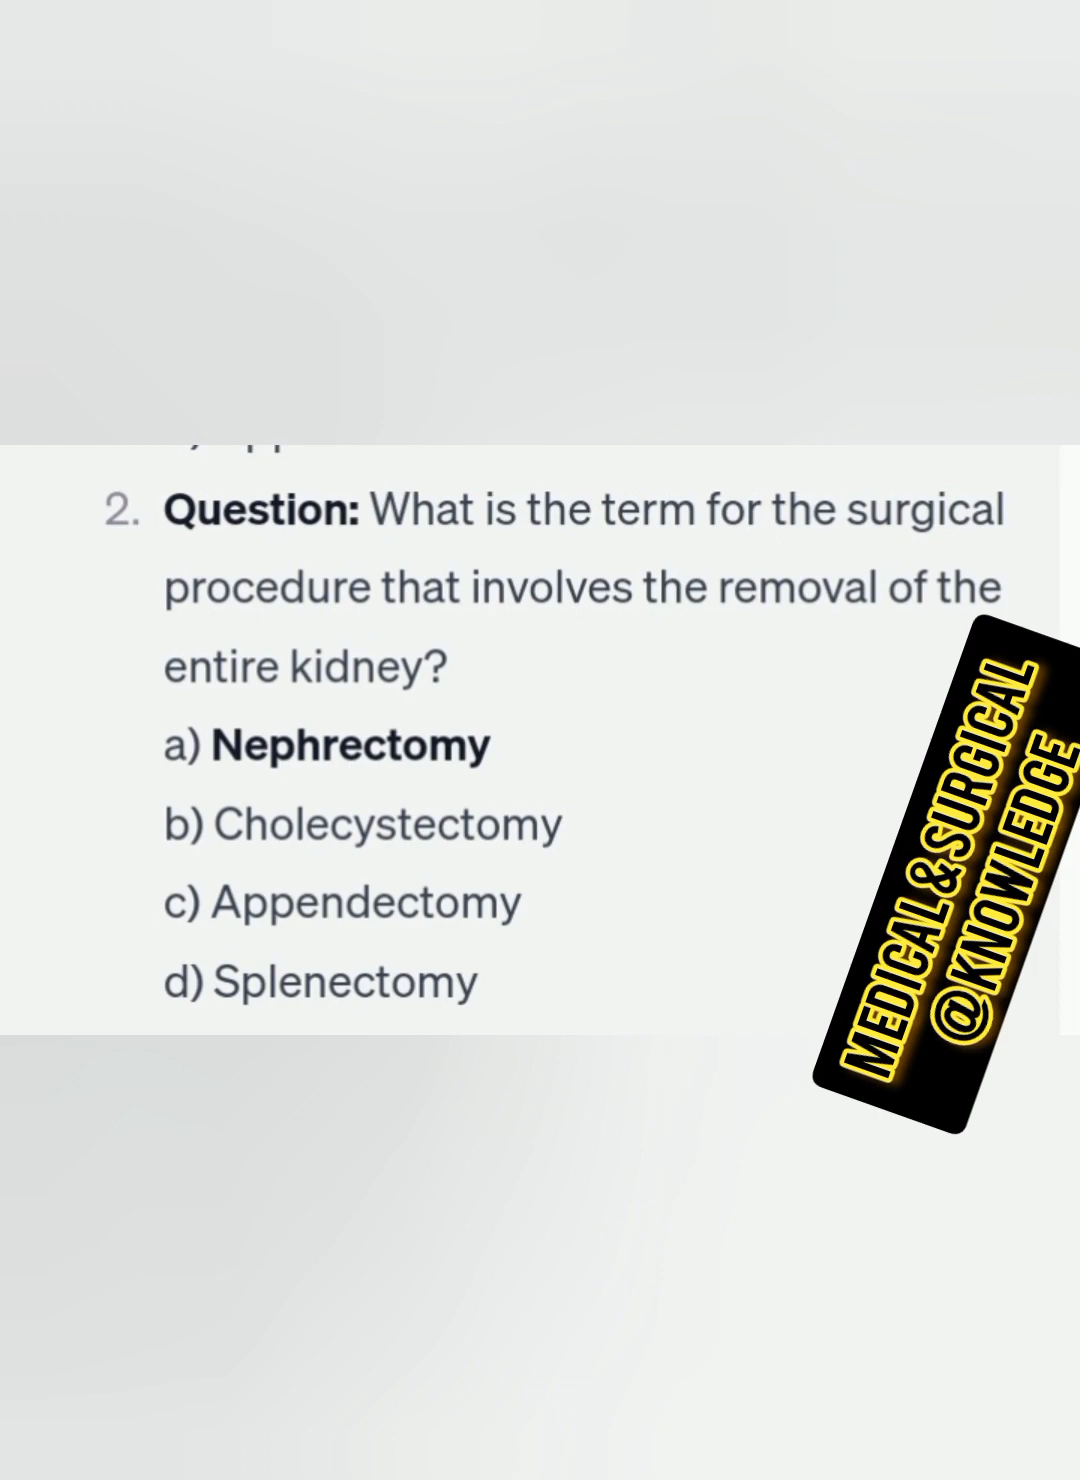 2. Question: What is the term for the surgical
procedure that involves the removal of the
entire kidney?
a) Nephrectomy
b) Cholecystectomy
c) Appendectomy
d) Splenectomy
MEDICAL & SURGICAL
@KNOWLEDGE